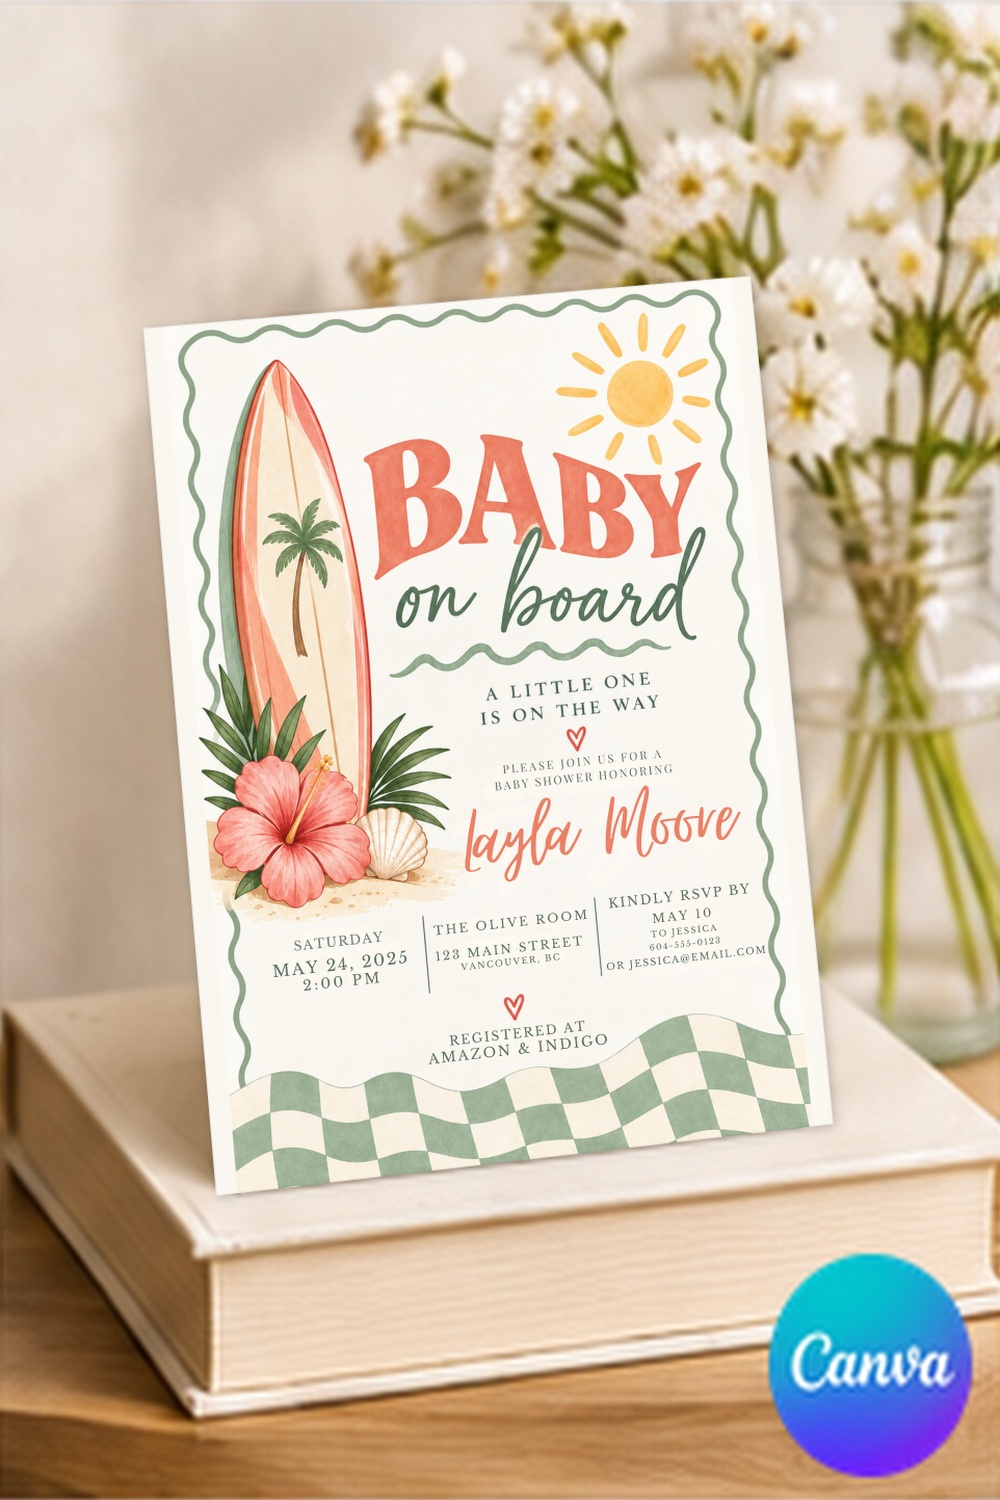 BABY
on board
A LITTLE ONE
IS ON THE WAY
PLEASE JOIN US FOR A
BABY SHOWER HONORING
Layla Moore
SATURDAY
MAY 24, 2025
2:00 PM
THE OLIVE ROOM
123 MAIN STREET
VANCOUVER, BC
KINDLY RSVP BY
MAY 10
TO JESSICA
604-555-0123
OR JESSICA@EMAIL.COM
REGISTERED AT
AMAZON & INDIGO
Canva